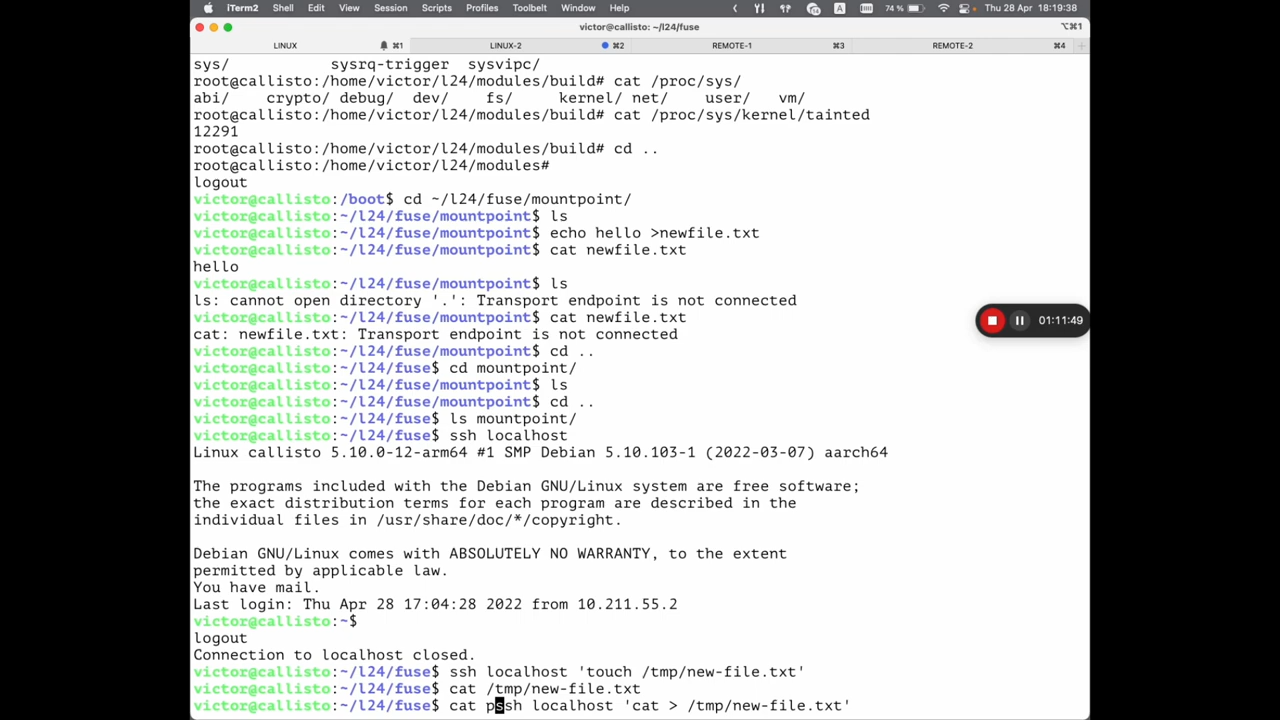 iTerm2 Shell Edit View Session Scripts Profiles Toolbelt Window Help A 74 % Thu 28 Apr 18:19:38
victor@callisto: ~/l24/fuse ⌥⌘1
LINUX ⌘1 LINUX-2 ⌘2 REMOTE-1 ⌘3 REMOTE-2 ⌘4
sys/ sysrq-trigger sysvipc/
root@callisto:/home/victor/l24/modules/build# cat /proc/sys/
abi/ crypto/ debug/ dev/ fs/ kernel/ net/ user/ vm/
root@callisto:/home/victor/l24/modules/build# cat /proc/sys/kernel/tainted
12291
root@callisto:/home/victor/l24/modules/build# cd ..
root@callisto:/home/victor/l24/modules#
logout
victor@callisto:/boot$ cd ~/l24/fuse/mountpoint/
victor@callisto:~/l24/fuse/mountpoint$ ls
victor@callisto:~/l24/fuse/mountpoint$ echo hello >newfile.txt
victor@callisto:~/l24/fuse/mountpoint$ cat newfile.txt
hello
victor@callisto:~/l24/fuse/mountpoint$ ls
ls: cannot open directory '.': Transport endpoint is not connected
victor@callisto:~/l24/fuse/mountpoint$ cat newfile.txt
cat: newfile.txt: Transport endpoint is not connected
victor@callisto:~/l24/fuse/mountpoint$ cd ..
victor@callisto:~/l24/fuse$ cd mountpoint/
victor@callisto:~/l24/fuse/mountpoint$ ls
victor@callisto:~/l24/fuse/mountpoint$ cd ..
victor@callisto:~/l24/fuse$ ls mountpoint/
victor@callisto:~/l24/fuse$ ssh localhost
Linux callisto 5.10.0-12-arm64 #1 SMP Debian 5.10.103-1 (2022-03-07) aarch64
The programs included with the Debian GNU/Linux system are free software;
the exact distribution terms for each program are described in the
individual files in /usr/share/doc/*/copyright.
Debian GNU/Linux comes with ABSOLUTELY NO WARRANTY, to the extent
permitted by applicable law.
You have mail.
Last login: Thu Apr 28 17:04:28 2022 from 10.211.55.2
victor@callisto:~$
logout
Connection to localhost closed.
victor@callisto:~/l24/fuse$ ssh localhost 'touch /tmp/new-file.txt'
victor@callisto:~/l24/fuse$ cat /tmp/new-file.txt
victor@callisto:~/l24/fuse$ cat pssh localhost 'cat > /tmp/new-file.txt'
01:11:49